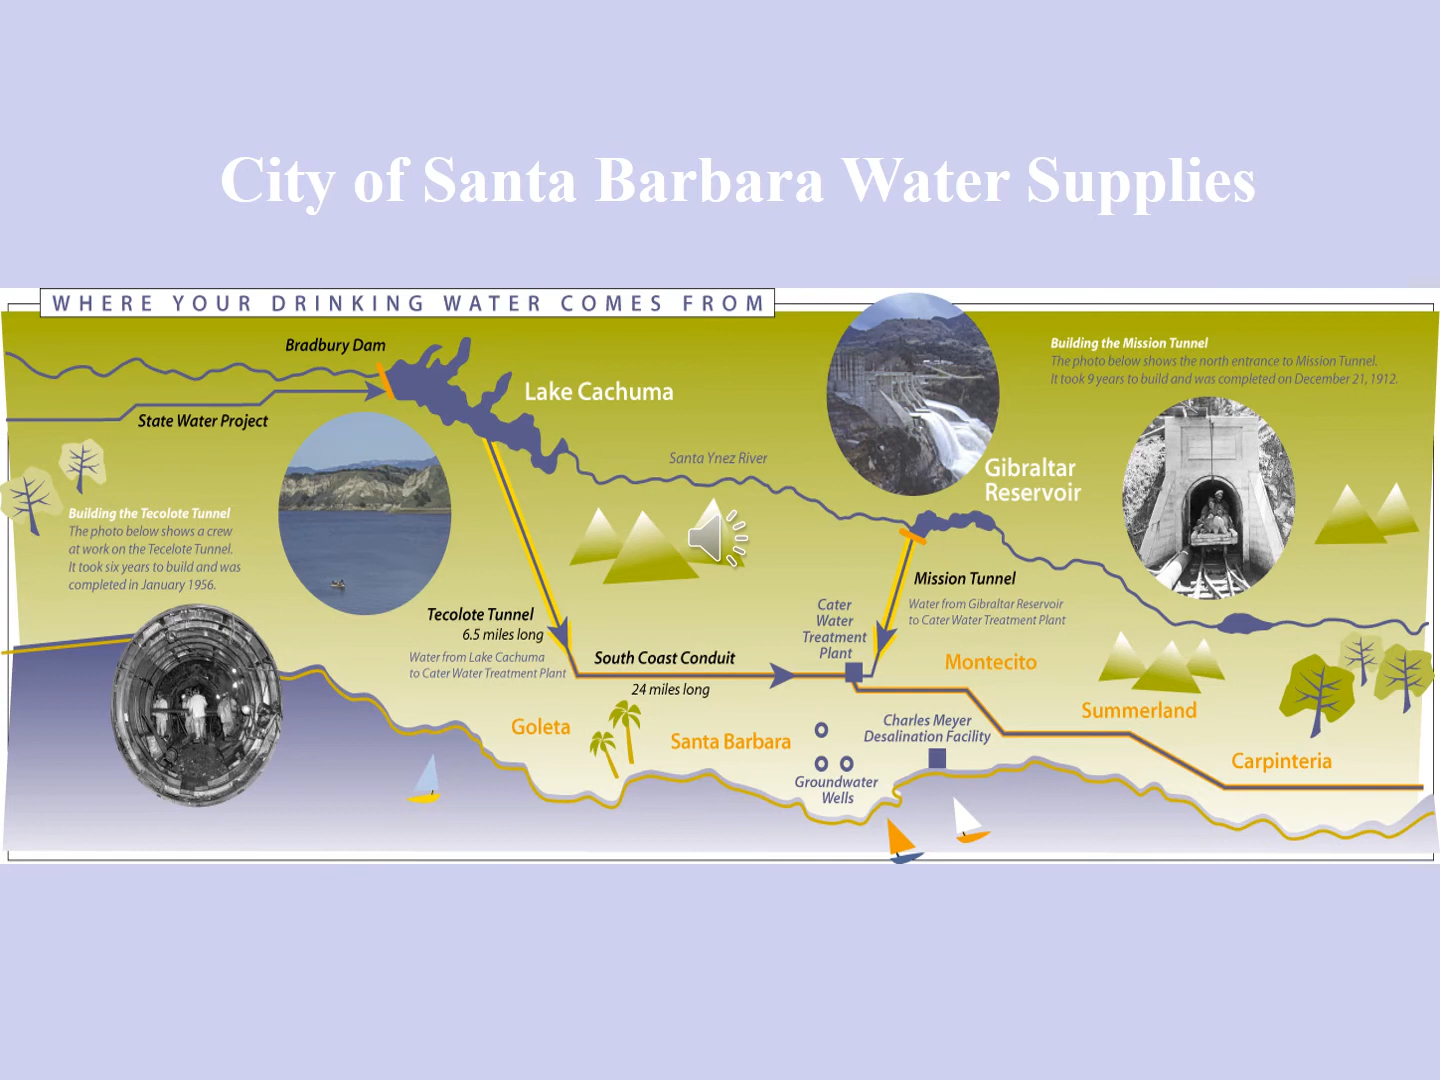 City of Santa Barbara Water Supplies
WHERE YOUR DRINKING WATER COMES FROM
Bradbury Dam
Lake Cachuma
State Water Project
Santa Ynez River
Gibraltar
Reservoir
Building the Mission Tunnel
The photo below shows the north entrance to Mission Tunnel.
It took 9 years to build and was completed on December 21, 1912.
Building the Tecolote Tunnel
The photo below shows a crew
at work on the Tecelote Tunnel.
It took six years to build and was
completed in January 1956.
Tecolote Tunnel
6.5 miles long
Water from Lake Cachuma
to Cater Water Treatment Plant
South Coast Conduit
24 miles long
Cater
Water
Treatment
Plant
Mission Tunnel
Water from Gibraltar Reservoir
to Cater Water Treatment Plant
Montecito
Summerland
Carpinteria
Goleta
Santa Barbara
Charles Meyer
Desalination Facility
Groundwater
Wells